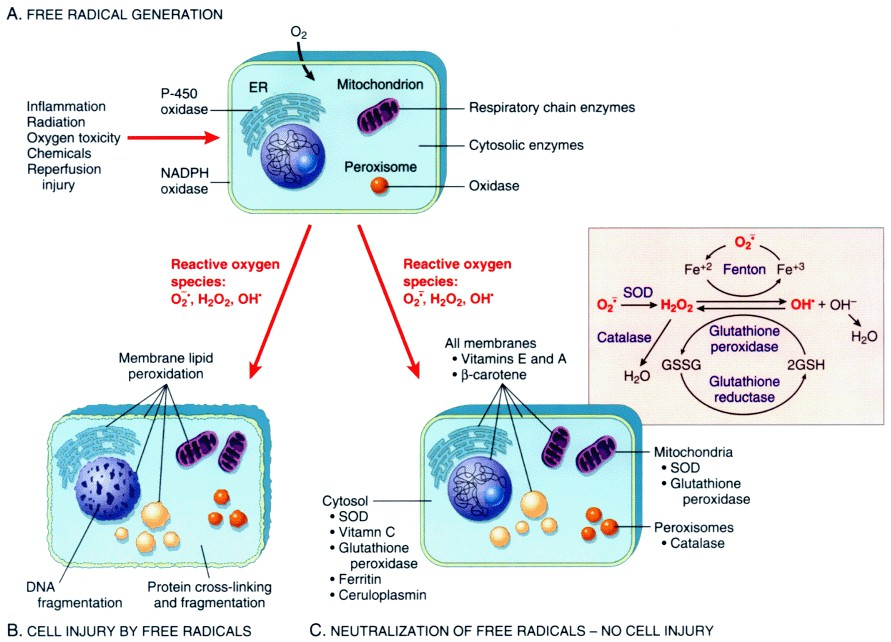 A. FREE RADICAL GENERATION
O₂
P-450
oxidase
ER
Mitochondrion
Inflammation
Radiation
Oxygen toxicity
Chemicals
Reperfusion
injury
Respiratory chain enzymes
Cytosolic enzymes
NADPH
oxidase
Peroxisome
Oxidase
Reactive oxygen
species:
O₂⁻•, H₂O₂, OH•
Reactive oxygen
species:
O₂⁻•, H₂O₂, OH•
O₂⁻•
Fe+2 Fenton Fe+3
O₂⁻• SOD H₂O₂ OH• + OH⁻
Catalase
Glutathione
peroxidase
H₂O
H₂O
GSSG 2GSH
Glutathione
reductase
Membrane lipid
peroxidation
All membranes
• Vitamins E and A
• β-carotene
Mitochondria
• SOD
• Glutathione
peroxidase
Cytosol
• SOD
• Vitamn C
• Glutathione
peroxidase
• Ferritin
• Ceruloplasmin
Peroxisomes
• Catalase
DNA
fragmentation
Protein cross-linking
and fragmentation
B. CELL INJURY BY FREE RADICALS
C. NEUTRALIZATION OF FREE RADICALS – NO CELL INJURY